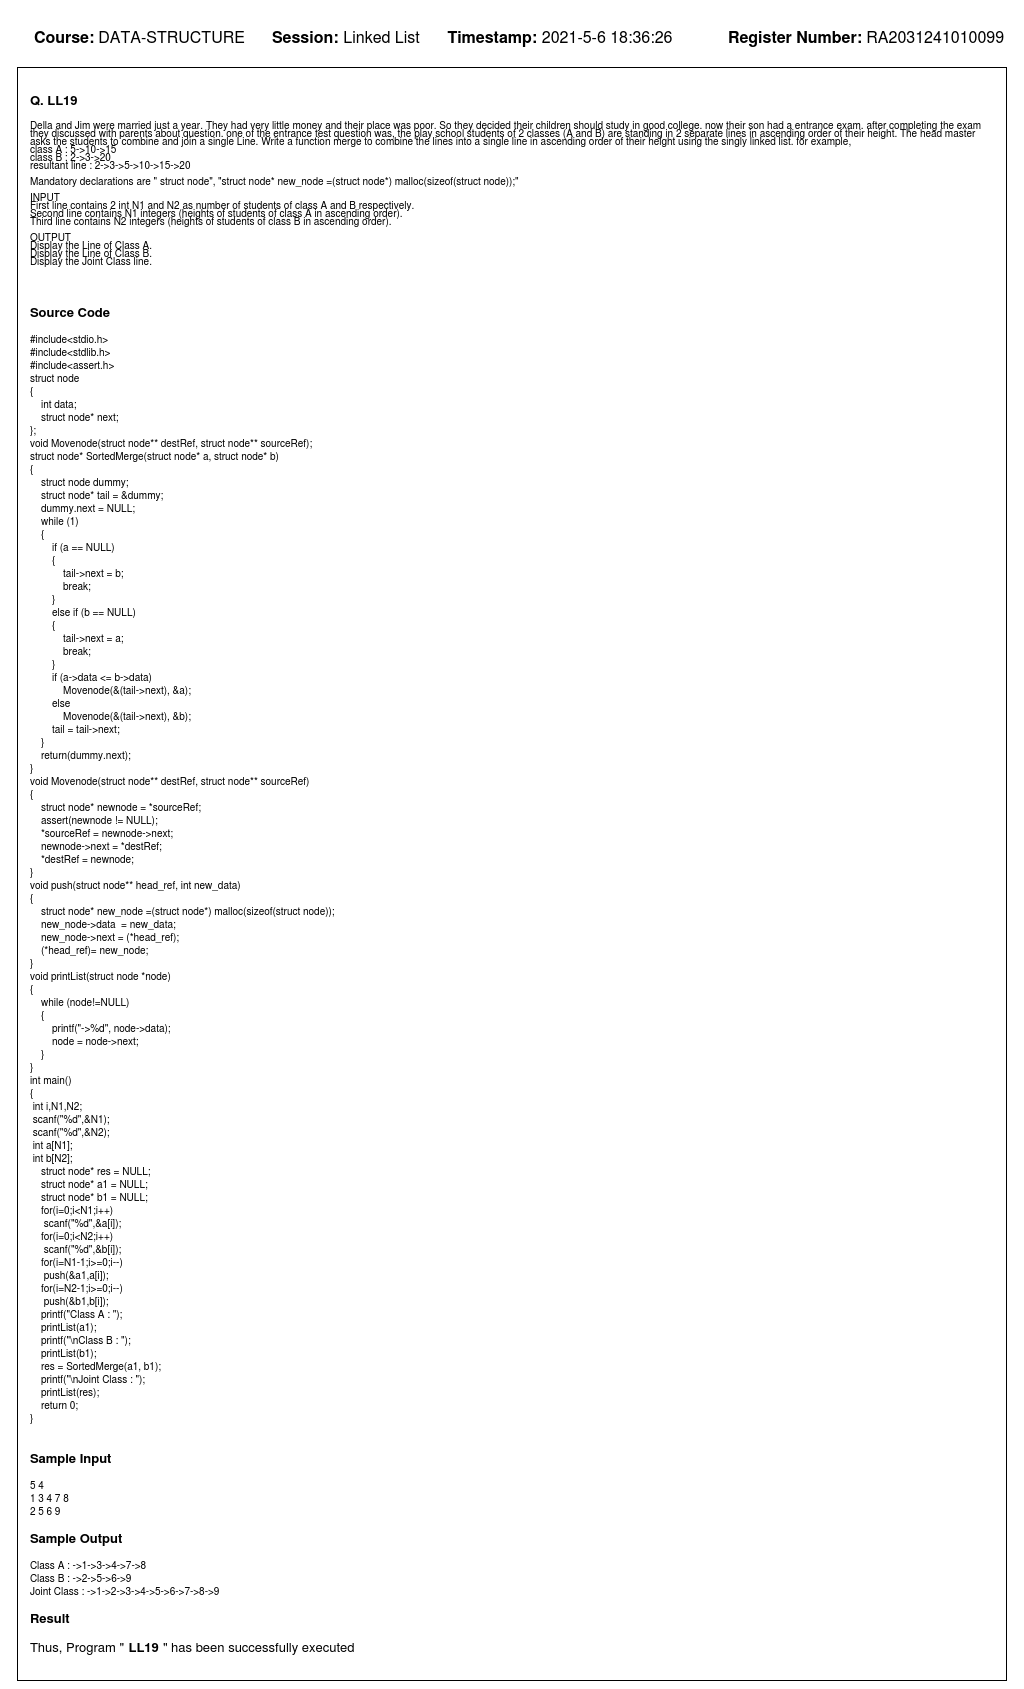 Course: DATA-STRUCTURE Session: Linked List Timestamp: 2021-5-6 18:36:26 Register Number: RA2031241010099
Q. LL19
Della and Jim were married just a year. They had very little money and their place was poor. So they decided their children should study in good college. now their son had a entrance exam. after completing the exam
they discussed with parents about question. one of the entrance test question was, the play school students of 2 classes (A and B) are standing in 2 separate lines in ascending order of their height. The head master
asks the students to combine and join a single Line. Write a function merge to combine the lines into a single line in ascending order of their height using the singly linked list. for example,
class A : 5->10->15
class B : 2->3->20
resultant line : 2->3->5->10->15->20
Mandatory declarations are " struct node", "struct node* new_node =(struct node*) malloc(sizeof(struct node));"
INPUT
First line contains 2 int N1 and N2 as number of students of class A and B respectively.
Second line contains N1 integers (heights of students of class A in ascending order).
Third line contains N2 integers (heights of students of class B in ascending order).
OUTPUT
Display the Line of Class A.
Display the Line of Class B.
Display the Joint Class line.
Source Code
#include<stdio.h>
#include<stdlib.h>
#include<assert.h>
struct node
{
    int data;
    struct node* next;
};
void Movenode(struct node** destRef, struct node** sourceRef);
struct node* SortedMerge(struct node* a, struct node* b)
{
    struct node dummy;
    struct node* tail = &dummy;
    dummy.next = NULL;
    while (1)
    {
        if (a == NULL)
        {
            tail->next = b;
            break;
        }
        else if (b == NULL)
        {
            tail->next = a;
            break;
        }
        if (a->data <= b->data)
            Movenode(&(tail->next), &a);
        else
            Movenode(&(tail->next), &b);
        tail = tail->next;
    }
    return(dummy.next);
}
void Movenode(struct node** destRef, struct node** sourceRef)
{
    struct node* newnode = *sourceRef;
    assert(newnode != NULL);
    *sourceRef = newnode->next;
    newnode->next = *destRef;
    *destRef = newnode;
}
void push(struct node** head_ref, int new_data)
{
    struct node* new_node =(struct node*) malloc(sizeof(struct node));
    new_node->data  = new_data;
    new_node->next = (*head_ref);
    (*head_ref)= new_node;
}
void printList(struct node *node)
{
    while (node!=NULL)
    {
        printf("->%d", node->data);
        node = node->next;
    }
}
int main()
{
 int i,N1,N2;
 scanf("%d",&N1);
 scanf("%d",&N2);
 int a[N1];
 int b[N2];
    struct node* res = NULL;
    struct node* a1 = NULL;
    struct node* b1 = NULL;
    for(i=0;i<N1;i++)
     scanf("%d",&a[i]);
    for(i=0;i<N2;i++)
     scanf("%d",&b[i]);
    for(i=N1-1;i>=0;i--)
     push(&a1,a[i]);
    for(i=N2-1;i>=0;i--)
     push(&b1,b[i]);
    printf("Class A : ");
    printList(a1);
    printf("\nClass B : ");
    printList(b1);
    res = SortedMerge(a1, b1);
    printf("\nJoint Class : ");
    printList(res);
    return 0;
}
Sample Input
5 4
1 3 4 7 8
2 5 6 9
Sample Output
Class A : ->1->3->4->7->8
Class B : ->2->5->6->9
Joint Class : ->1->2->3->4->5->6->7->8->9
Result
Thus, Program " LL19 " has been successfully executed